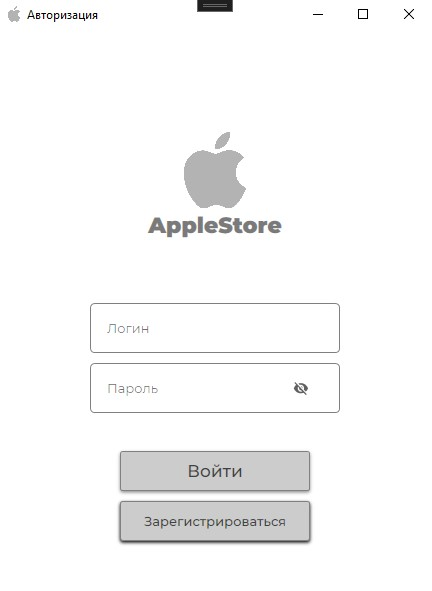 Авторизация
AppleStore
Логин
Пароль
Войти
Зарегистрироваться